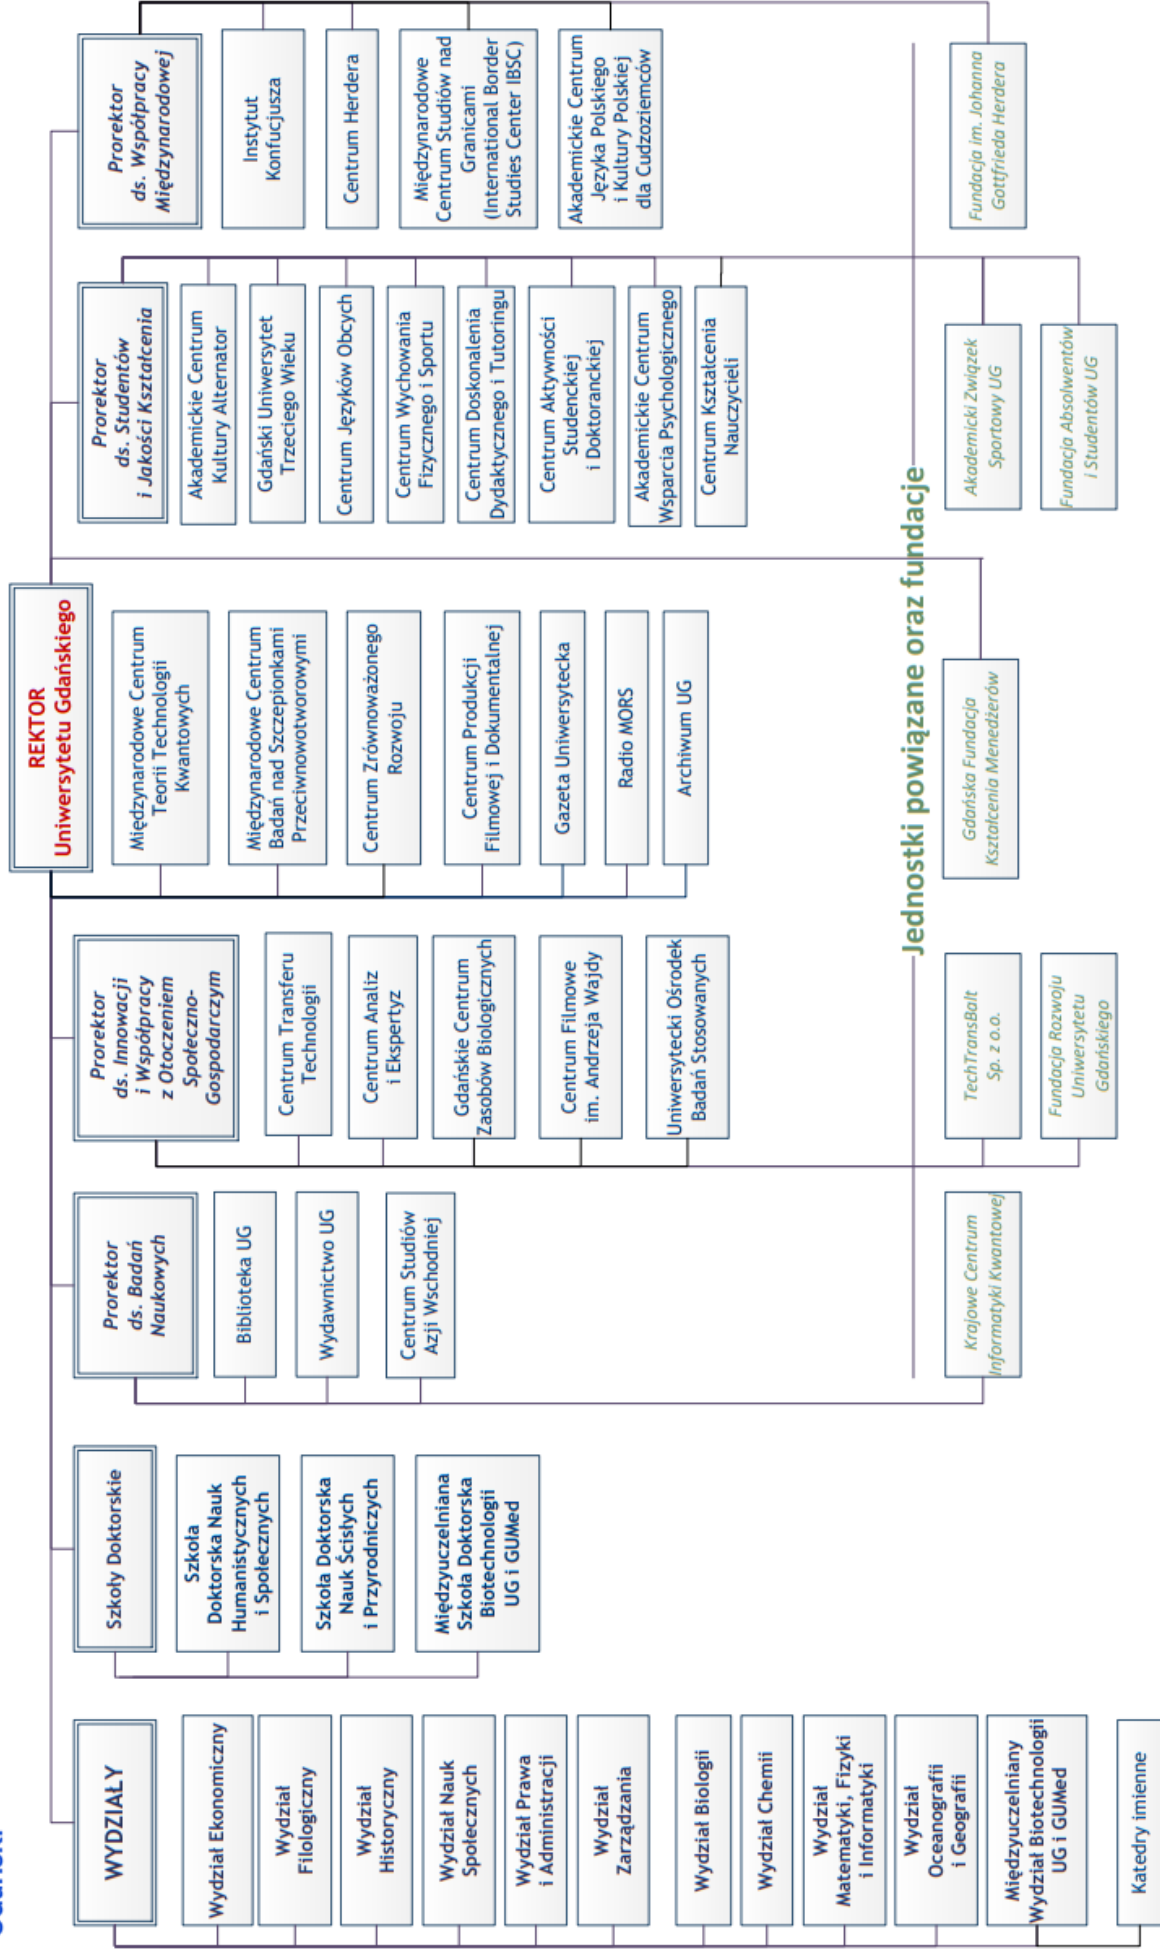 REKTOR
Uniwersytetu Gdańskiego
WYDZIAŁY
Wydział Ekonomiczny
Wydział
Filologiczny
Wydział
Historyczny
Wydział Nauk
Społecznych
Wydział Prawa
i Administracji
Wydział
Zarządzania
Wydział Biologii
Wydział Chemii
Wydział
Matematyki, Fizyki
i Informatyki
Wydział
Oceanografii
i Geografii
Międzyuczelniany
Wydział Biotechnologii
UG i GUMed
Katedry imienne
Szkoły Doktorskie
Szkoła
Doktorska Nauk
Humanistycznych
i Społecznych
Szkoła Doktorska
Nauk Ścisłych
i Przyrodniczych
Międzyuczelniana
Szkoła Doktorska
Biotechnologii
UG i GUMed
Prorektor
ds. Badań
Naukowych
Biblioteka UG
Wydawnictwo UG
Centrum Studiów
Azji Wschodniej
Prorektor
ds. Innowacji
i Współpracy
z Otoczeniem
Społeczno-
Gospodarczym
Centrum Transferu
Technologii
Centrum Analiz
i Ekspertyz
Gdańskie Centrum
Zasobów Biologicznych
Centrum Filmowe
im. Andrzeja Wajdy
Uniwersytecki Ośrodek
Badań Stosowanych
Międzynarodowe Centrum
Teorii Technologii
Kwantowych
Międzynarodowe Centrum
Badań nad Szczepionkami
Przeciwnowotworowymi
Centrum Zrównoważonego
Rozwoju
Centrum Produkcji
Filmowej i Dokumentalnej
Gazeta Uniwersytecka
Radio MORS
Archiwum UG
Prorektor
ds. Studentów
i Jakości Kształcenia
Akademickie Centrum
Kultury Alternator
Gdański Uniwersytet
Trzeciego Wieku
Centrum Języków Obcych
Centrum Wychowania
Fizycznego i Sportu
Centrum Doskonalenia
Dydaktycznego i Tutoringu
Centrum Aktywności
Studenckiej
i Doktoranckiej
Akademickie Centrum
Wsparcia Psychologicznego
Centrum Kształcenia
Nauczycieli
Prorektor
ds. Współpracy
Międzynarodowej
Instytut
Konfucjusza
Centrum Herdera
Międzynarodowe
Centrum Studiów nad
Granicami
(International Border
Studies Center IBSC)
Akademickie Centrum
Języka Polskiego
i Kultury Polskiej
dla Cudzoziemców
Jednostki powiązane oraz fundacje
Krajowe Centrum
Informatyki Kwantowej
TechTransBalt
Sp. z o.o.
Fundacja Rozwoju
Uniwersytetu
Gdańskiego
Gdańska Fundacja
Kształcenia Menedżerów
Akademicki Związek
Sportowy UG
Fundacja Absolwentów
i Studentów UG
Fundacja im. Johanna
Gottfrieda Herdera